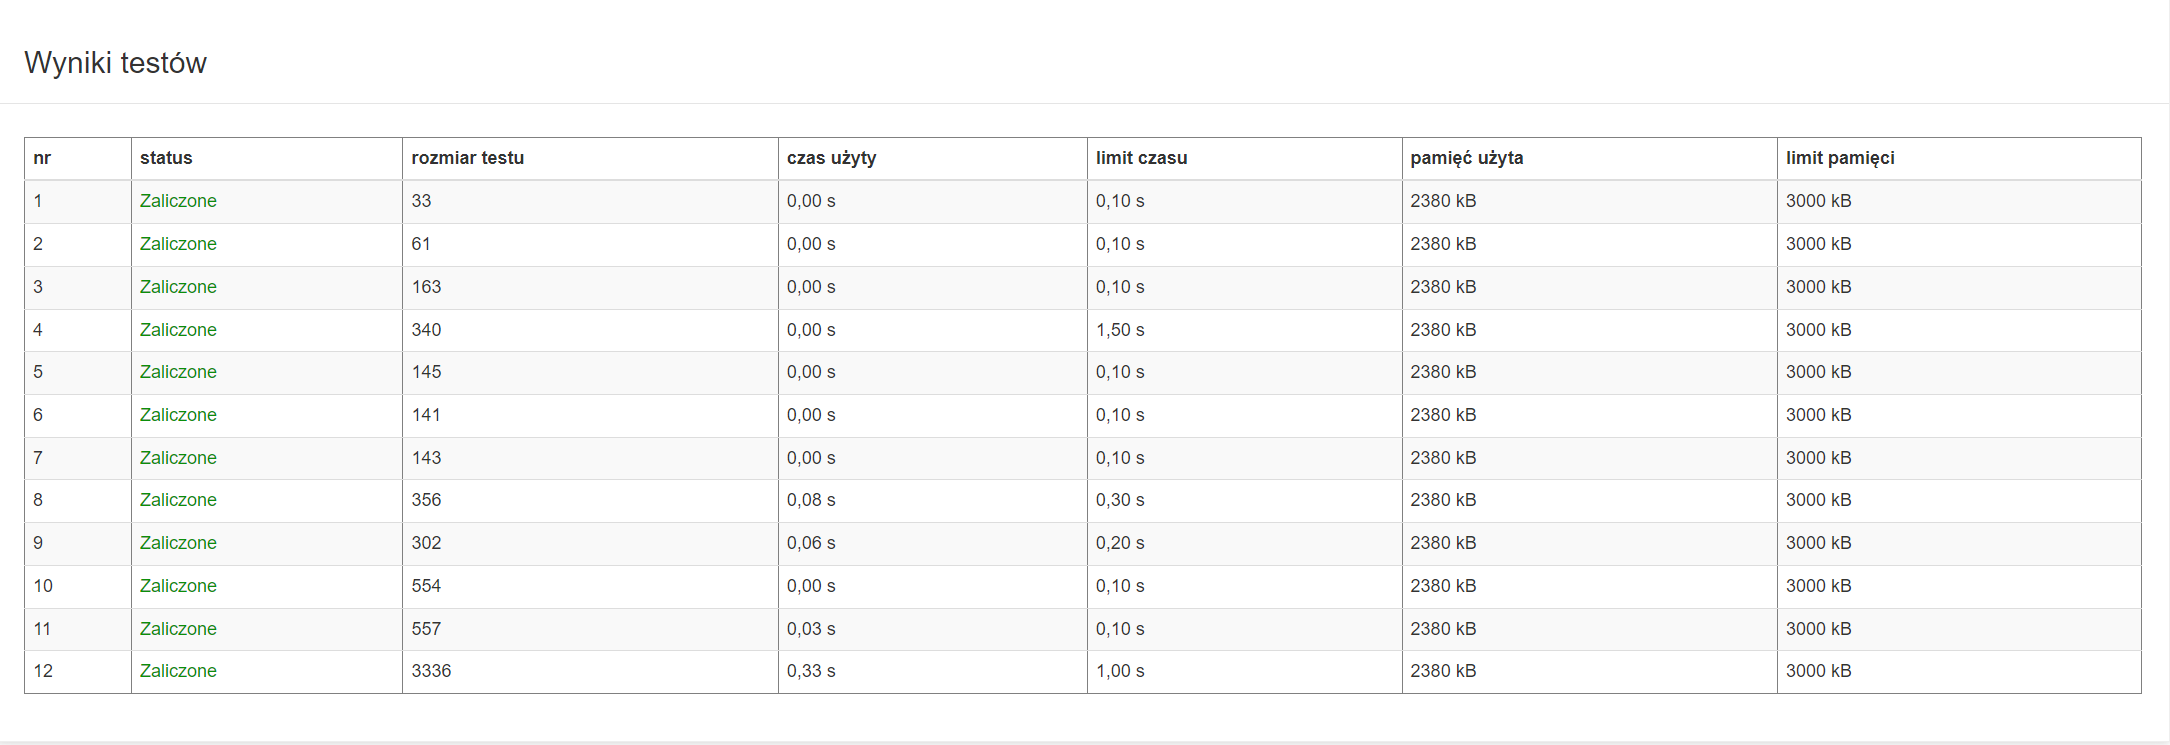 Wyniki testów
nr status rozmiar testu czas użyty limit czasu pamięć użyta limit pamięci
1 Zaliczone 33 0,00 s 0,10 s 2380 kB 3000 kB
2 Zaliczone 61 0,00 s 0,10 s 2380 kB 3000 kB
3 Zaliczone 163 0,00 s 0,10 s 2380 kB 3000 kB
4 Zaliczone 340 0,00 s 1,50 s 2380 kB 3000 kB
5 Zaliczone 145 0,00 s 0,10 s 2380 kB 3000 kB
6 Zaliczone 141 0,00 s 0,10 s 2380 kB 3000 kB
7 Zaliczone 143 0,00 s 0,10 s 2380 kB 3000 kB
8 Zaliczone 356 0,08 s 0,30 s 2380 kB 3000 kB
9 Zaliczone 302 0,06 s 0,20 s 2380 kB 3000 kB
10 Zaliczone 554 0,00 s 0,10 s 2380 kB 3000 kB
11 Zaliczone 557 0,03 s 0,10 s 2380 kB 3000 kB
12 Zaliczone 3336 0,33 s 1,00 s 2380 kB 3000 kB